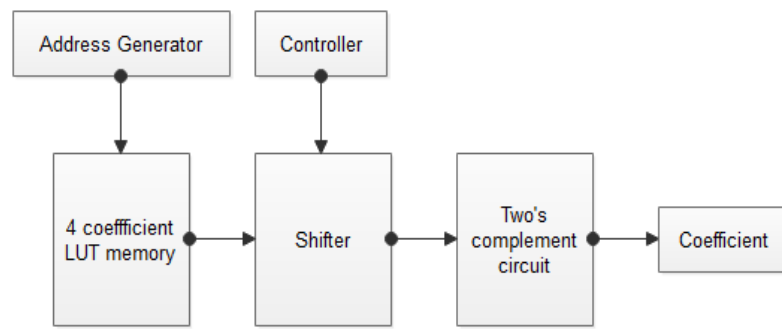 Address Generator
Controller
4 coeffficient
LUT memory
Shifter
Two's
complement
circuit
Coefficient